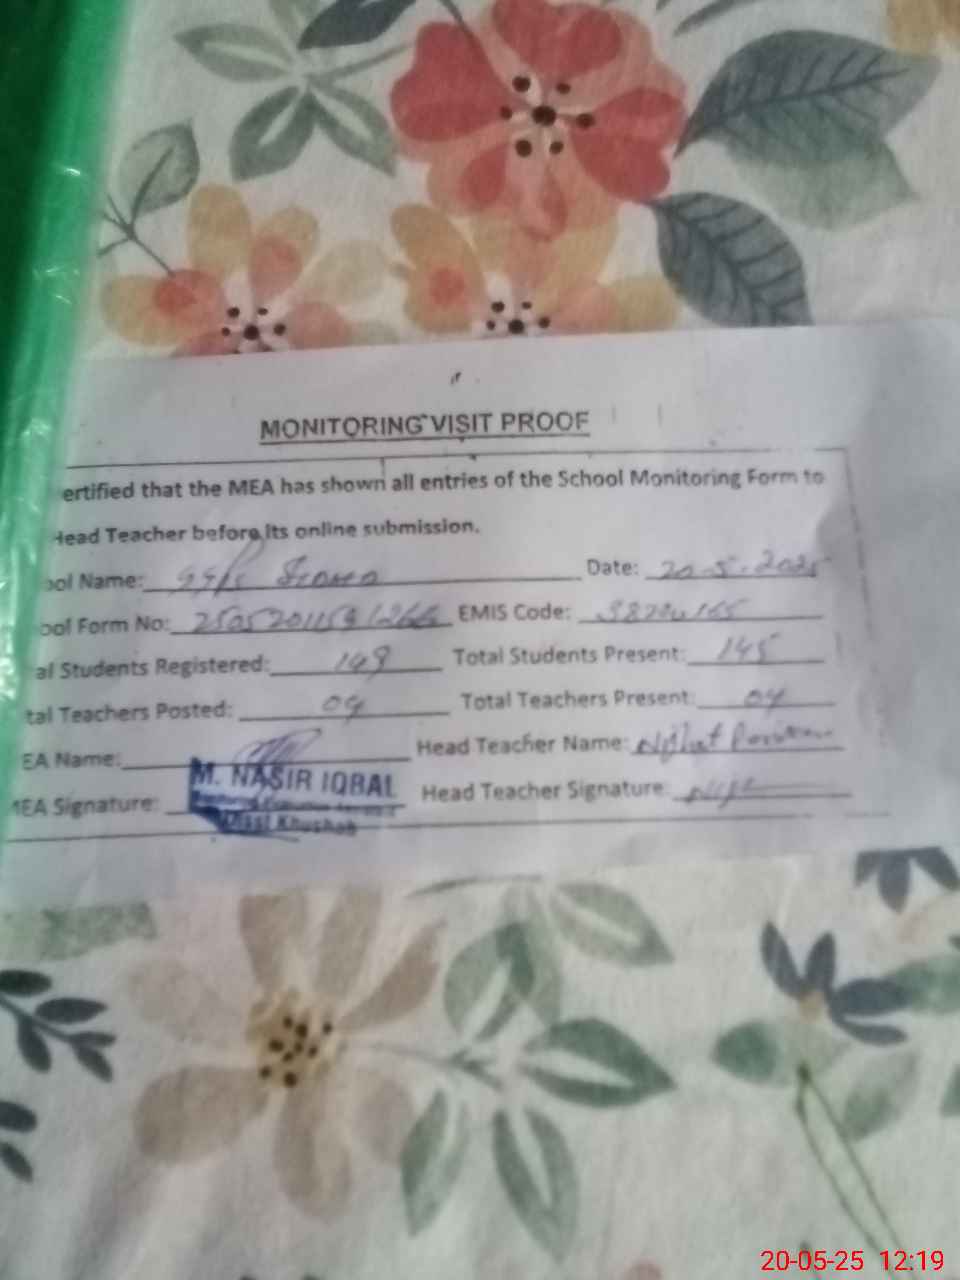 MONITORING VISIT PROOF
ertified that the MEA has shown all entries of the School Monitoring Form to
Head Teacher before its online submission.
ool Name: Date: 20-5-2025
ool Form No: EMIS Code:
al Students Registered: 149 Total Students Present: 145
tal Teachers Posted: 04 Total Teachers Present: 04
EA Name: Head Teacher Name:
MEA Signature: Head Teacher Signature:
M. NASIR IQBAL
Distt Khushab
20-05-25 12:19